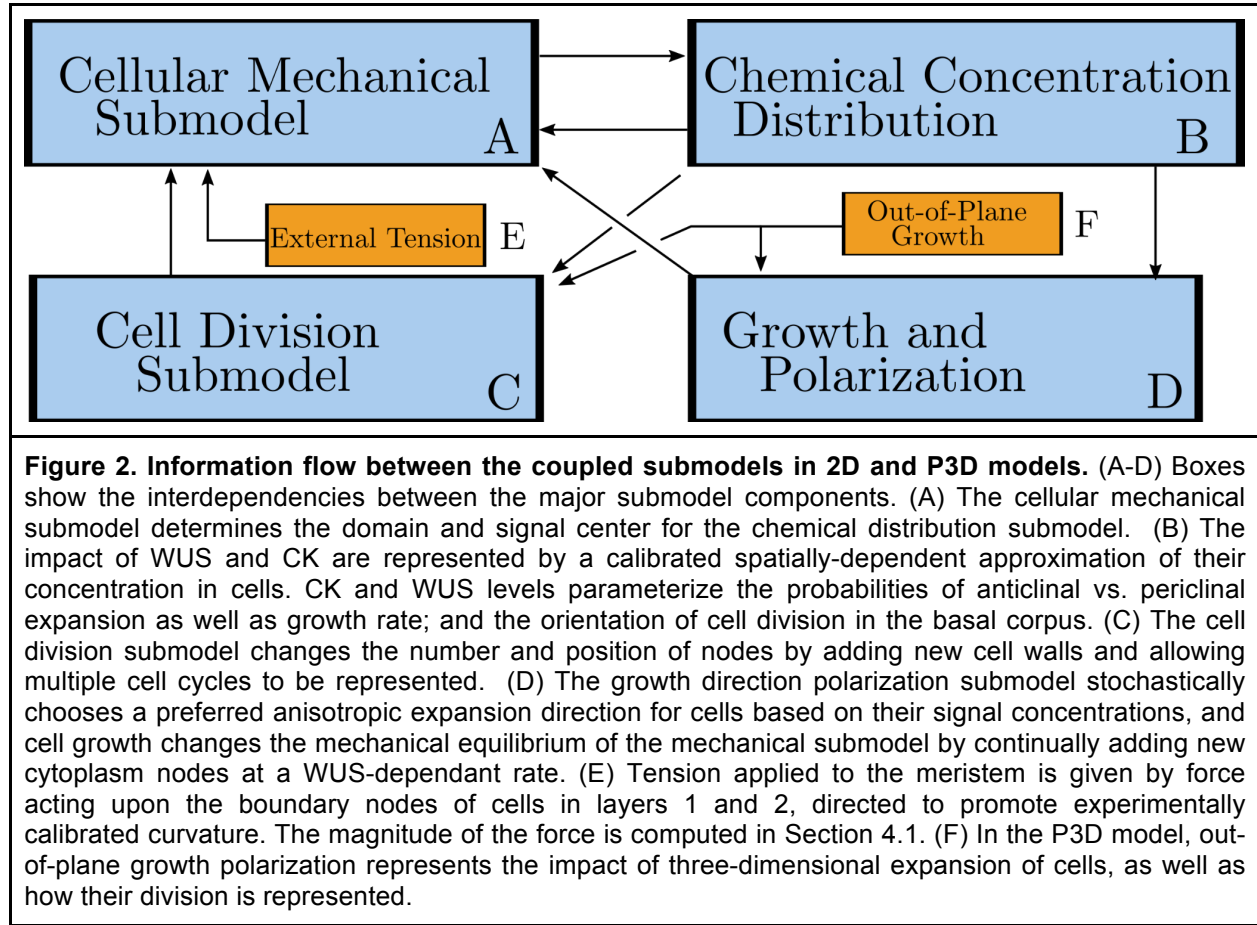 Cellular Mechanical
Submodel
A
Chemical Concentration
Distribution
B
External Tension
E
Out-of-Plane
Growth
F
Cell Division
Submodel
C
Growth and
Polarization
D
Figure 2. Information flow between the coupled submodels in 2D and P3D models. (A-D) Boxes
show the interdependencies between the major submodel components. (A) The cellular mechanical
submodel determines the domain and signal center for the chemical distribution submodel. (B) The
impact of WUS and CK are represented by a calibrated spatially-dependent approximation of their
concentration in cells. CK and WUS levels parameterize the probabilities of anticlinal vs. periclinal
expansion as well as growth rate; and the orientation of cell division in the basal corpus. (C) The cell
division submodel changes the number and position of nodes by adding new cell walls and allowing
multiple cell cycles to be represented. (D) The growth direction polarization submodel stochastically
chooses a preferred anisotropic expansion direction for cells based on their signal concentrations, and
cell growth changes the mechanical equilibrium of the mechanical submodel by continually adding new
cytoplasm nodes at a WUS-dependant rate. (E) Tension applied to the meristem is given by force
acting upon the boundary nodes of cells in layers 1 and 2, directed to promote experimentally
calibrated curvature. The magnitude of the force is computed in Section 4.1. (F) In the P3D model, out-
of-plane growth polarization represents the impact of three-dimensional expansion of cells, as well as
how their division is represented.